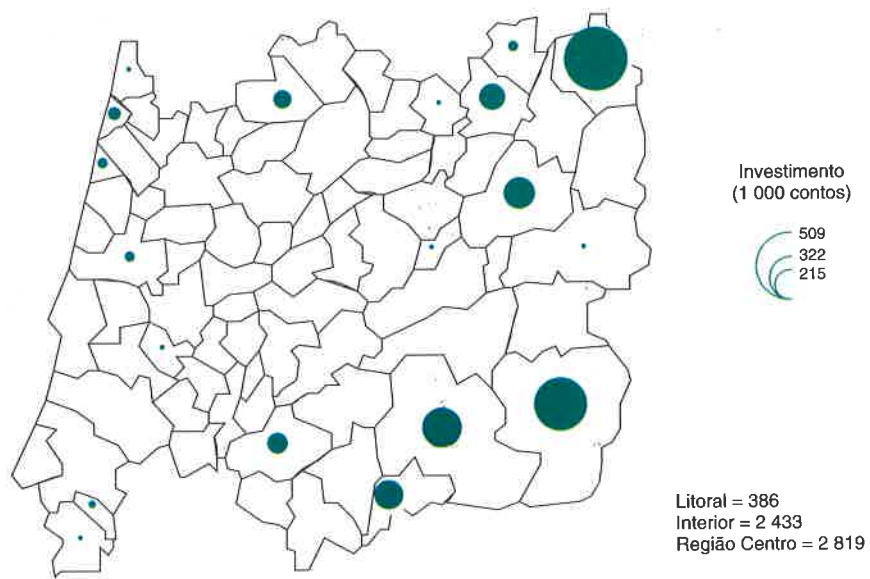 Investimento
(1 000 contos)
509
322
215
Litoral = 386
Interior = 2 433
Região Centro = 2 819